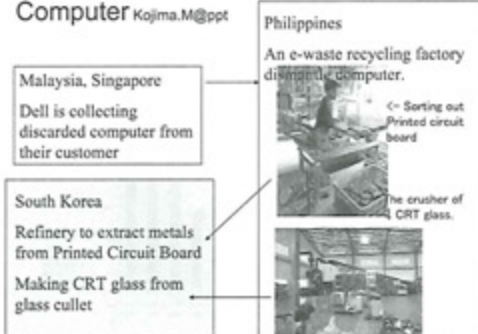 Computer Kojima.M@ppt
Malaysia, Singapore
Dell is collecting
discarded computer from
their customer
South Korea
Refinery to extract metals
from Printed Circuit Board
Making CRT glass from
glass cullet
Philippines
An e-waste recycling factory
dismantle computer.
<- Sorting out
Printed circuit
board
The crusher of
CRT glass.